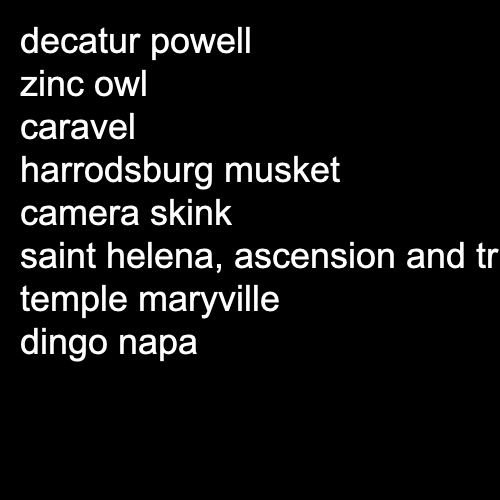 decatur powell
zinc owl
caravel
harrodsburg musket
camera skink
saint helena, ascension and tr
temple maryville
dingo napa